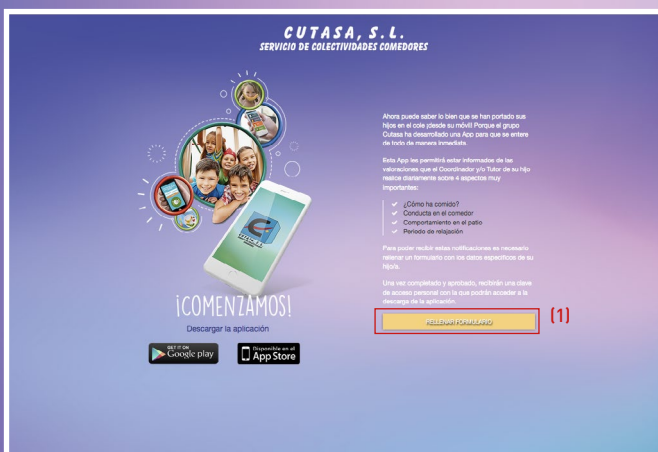 CUTASA, S.L.
SERVICIO DE COLECTIVIDADES COMEDORES
Ahora puede saber lo bien que se han portado sus
hijos en el cole ¡desde su móvil! Porque el grupo
Cutasa ha desarrollado una App para que se entere
de todo de manera inmediata.
Esta App les permitirá estar informados de las
valoraciones que el Coordinador y/o Tutor de su hijo
realice diariamente sobre 4 aspectos muy
importantes:
¿Cómo ha comido?
Conducta en el comedor
Comportamiento en el patio
Periodo de relajación
Para poder recibir estas notificaciones es necesario
rellenar un formulario con los datos específicos de su
hijo/a.
Una vez completado y aprobado, recibirán una clave
de acceso personal con la que podrán acceder a la
descarga de la aplicación.
RELLENAR FORMULARIO
(1)
¡COMENZAMOS!
Descargar la aplicación
GET IT ON
Google play
Disponible en el
App Store
CUTASA, S.L.